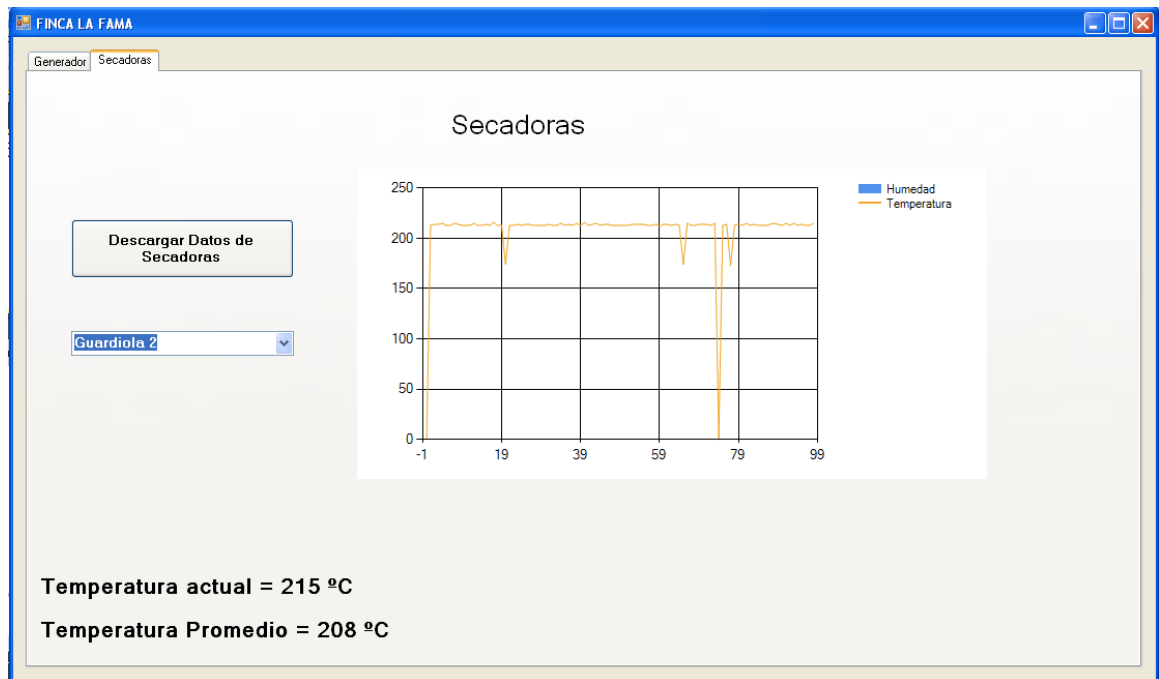 FINCA LA FAMA
Generador
Secadoras
Secadoras
Descargar Datos de
Secadoras
Guardiola 2
250
200
150
100
50
0
-1
19
39
59
79
99
Humedad
Temperatura
Temperatura actual = 215 ºC
Temperatura Promedio = 208 ºC